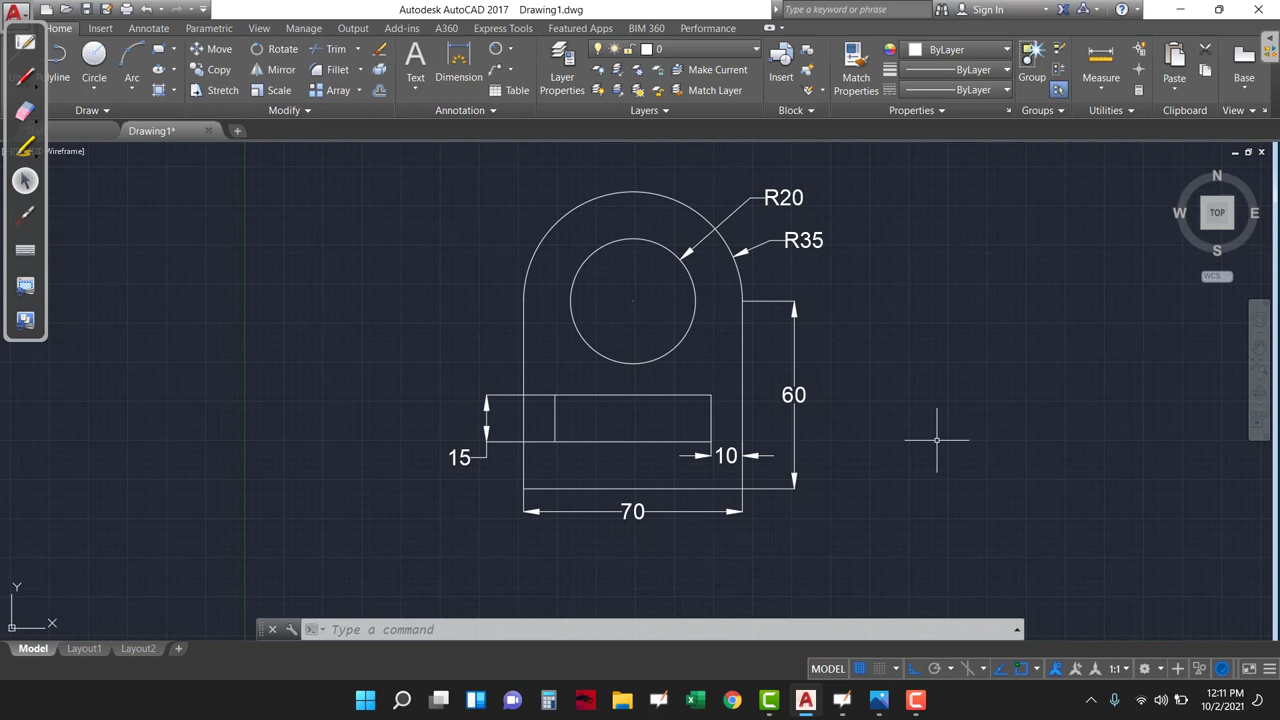 Autodesk AutoCAD 2017 Drawing1.dwg
Type a keyword or phrase
Sign In
Home Insert Annotate Parametric View Manage Output Add-ins A360 Express Tools Featured Apps BIM 360 Performance
Polyline
Circle
Arc
Move
Copy
Stretch
Rotate
Mirror
Scale
Trim
Fillet
Array
Text
Dimension
Layer
Properties
0
Make Current
Match Layer
Insert
Match
Properties
ByLayer
ByLayer
ByLayer
Group
Measure
Paste
Base
Draw Modify Annotation Layers Block Properties Groups Utilities Clipboard View
Drawing1*
Wireframe]
N
W
TOP
E
S
WCS
R20
R35
60
15
10
70
Y
X
Type a command
Model Layout1 Layout2
MODEL
1:1
12:11 PM